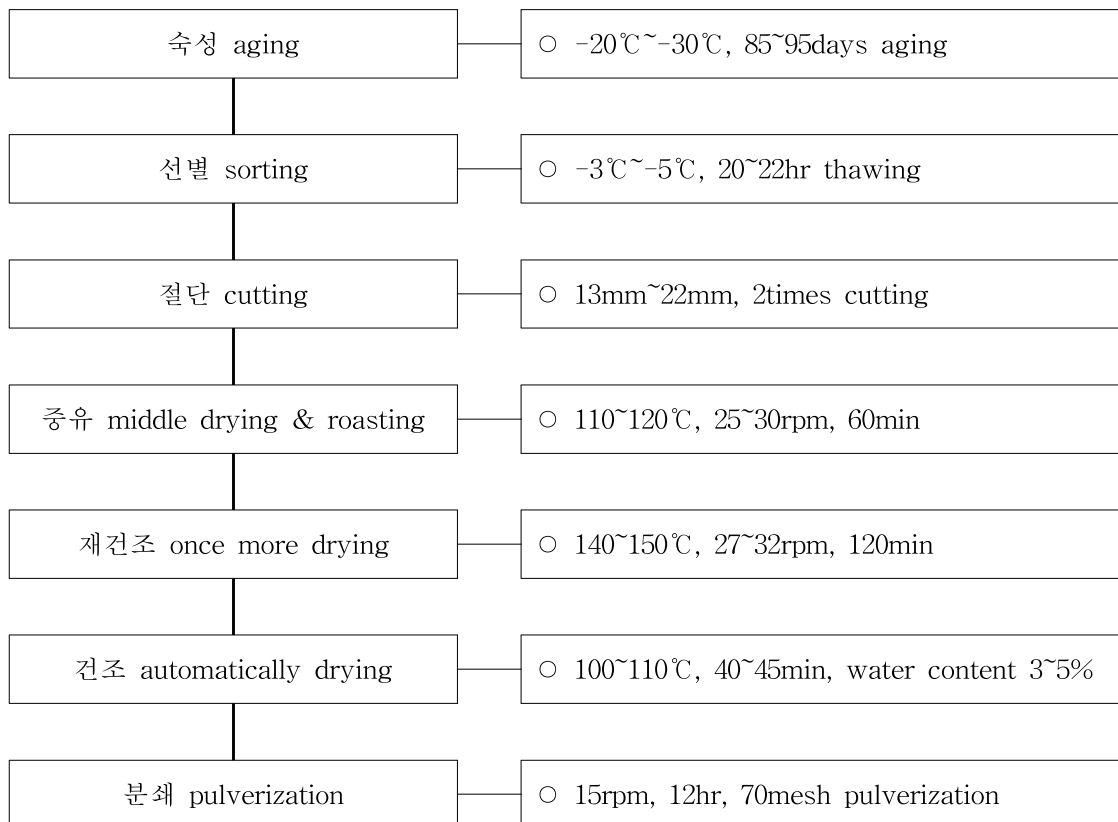 숙성 aging
○ -20℃~-30℃, 85~95days aging
선별 sorting
○ -3℃~-5℃, 20~22hr thawing
절단 cutting
○ 13mm~22mm, 2times cutting
중유 middle drying & roasting
○ 110~120℃, 25~30rpm, 60min
재건조 once more drying
○ 140~150℃, 27~32rpm, 120min
건조 automatically drying
○ 100~110℃, 40~45min, water content 3~5%
분쇄 pulverization
○ 15rpm, 12hr, 70mesh pulverization